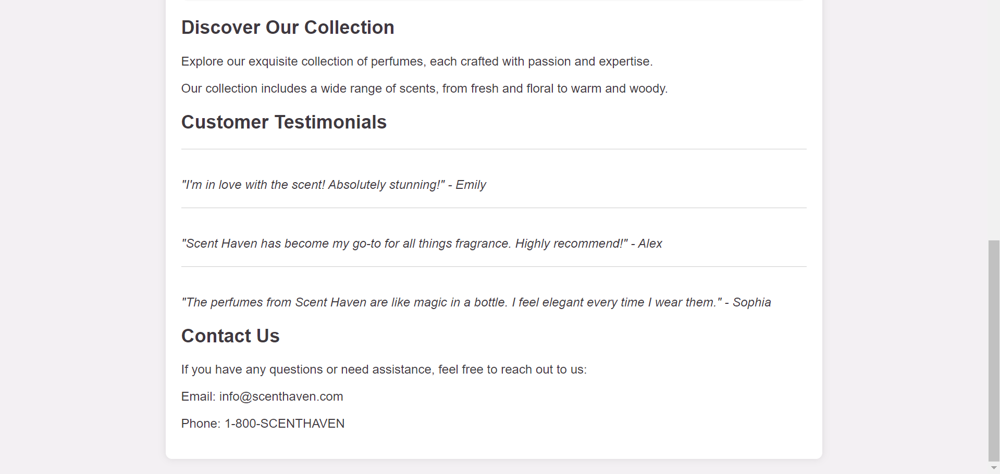 Discover Our Collection
Explore our exquisite collection of perfumes, each crafted with passion and expertise.
Our collection includes a wide range of scents, from fresh and floral to warm and woody.
Customer Testimonials
"I'm in love with the scent! Absolutely stunning!" - Emily
"Scent Haven has become my go-to for all things fragrance. Highly recommend!" - Alex
"The perfumes from Scent Haven are like magic in a bottle. I feel elegant every time I wear them." - Sophia
Contact Us
If you have any questions or need assistance, feel free to reach out to us:
Email: info@scenthaven.com
Phone: 1-800-SCENTHAVEN